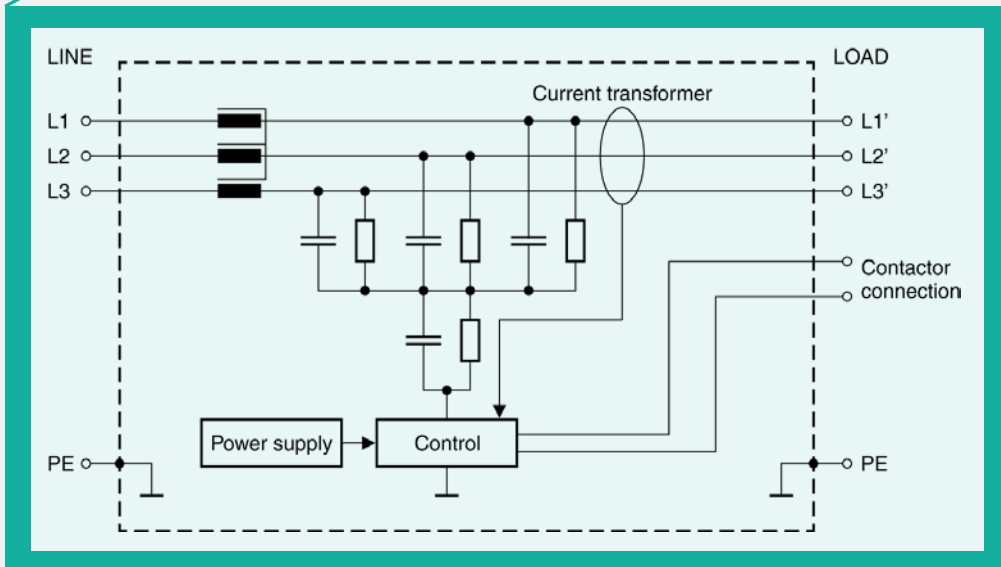 LINE
LOAD
Current transformer
L1
L1’
L2
L2’
L3
L3’
Contactor
connection
Power supply
Control
PE
PE